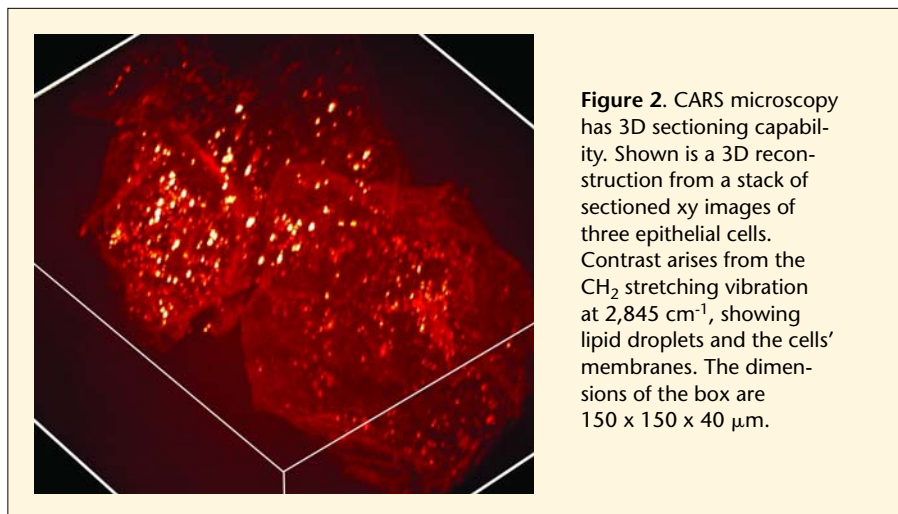 Figure 2. CARS microscopy
has 3D sectioning capabil-
ity. Shown is a 3D recon-
struction from a stack of
sectioned xy images of
three epithelial cells.
Contrast arises from the
CH₂ stretching vibration
at 2,845 cm⁻¹, showing
lipid droplets and the cells’
membranes. The dimen-
sions of the box are
150 x 150 x 40 μm.